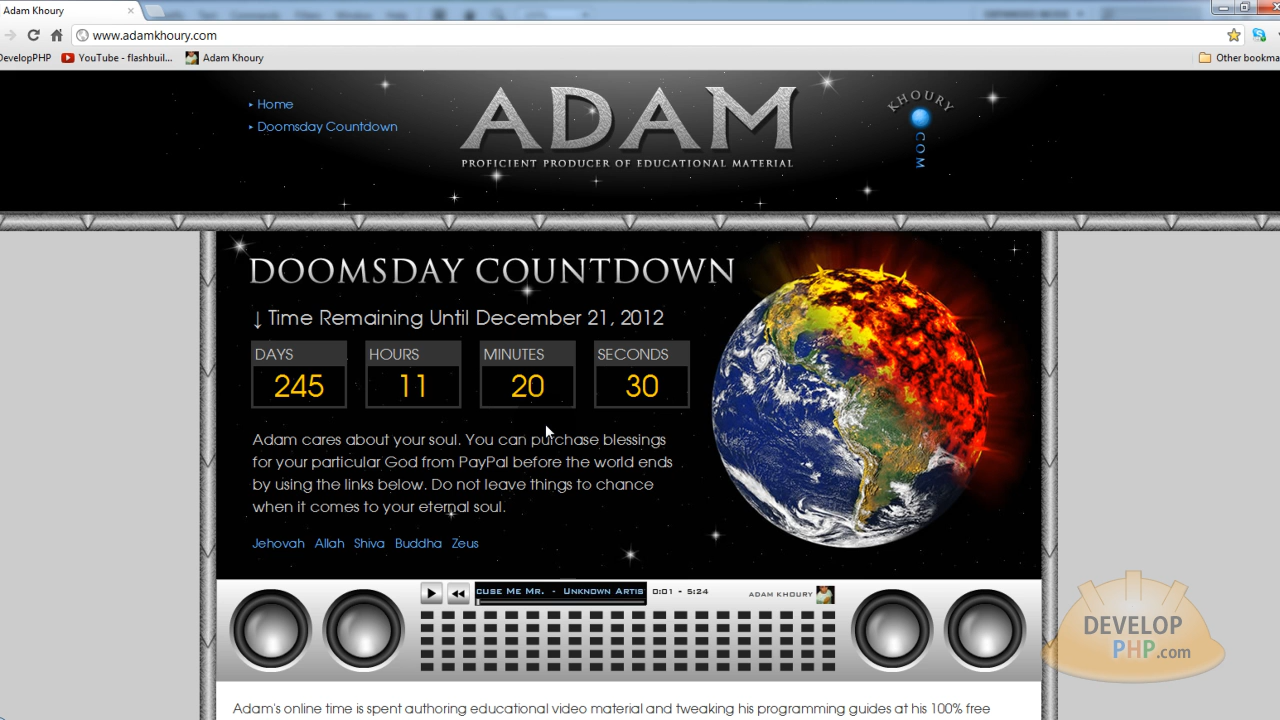 Adam Khoury
www.adamkhoury.com
DevelopPHP
YouTube - flashbuil...
Adam Khoury
Other bookma
Home
Doomsday Countdown
ADAM
PROFICIENT PRODUCER OF EDUCATIONAL MATERIAL
KHOURY
COM
DOOMSDAY COUNTDOWN
↓ Time Remaining Until December 21, 2012
DAYS HOURS MINUTES SECONDS
245 11 20 30
Adam cares about your soul. You can purchase blessings
for your particular God from PayPal before the world ends
by using the links below. Do not leave things to chance
when it comes to your eternal soul.
Jehovah Allah Shiva Buddha Zeus
CUSE ME MR. - UNKNOWN ARTIS 0:01 - 5:24 ADAM KHOURY
DEVELOP
PHP.com
Adam's online time is spent authoring educational video material and tweaking his programming guides at his 100% free